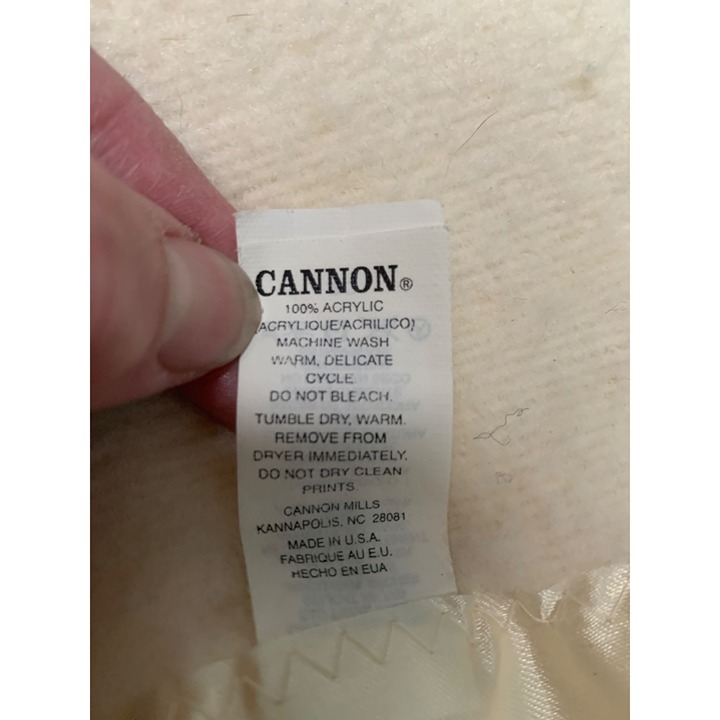 CANNON®
100% ACRYLIC
(ACRYLIQUE/ACRILICO)
MACHINE WASH
WARM, DELICATE
CYCLE.
DO NOT BLEACH.
TUMBLE DRY, WARM.
REMOVE FROM
DRYER IMMEDIATELY.
DO NOT DRY CLEAN
PRINTS.
CANNON MILLS
KANNAPOLIS, NC 28081
MADE IN U.S.A.
FABRIQUE AU E.U.
HECHO EN EUA